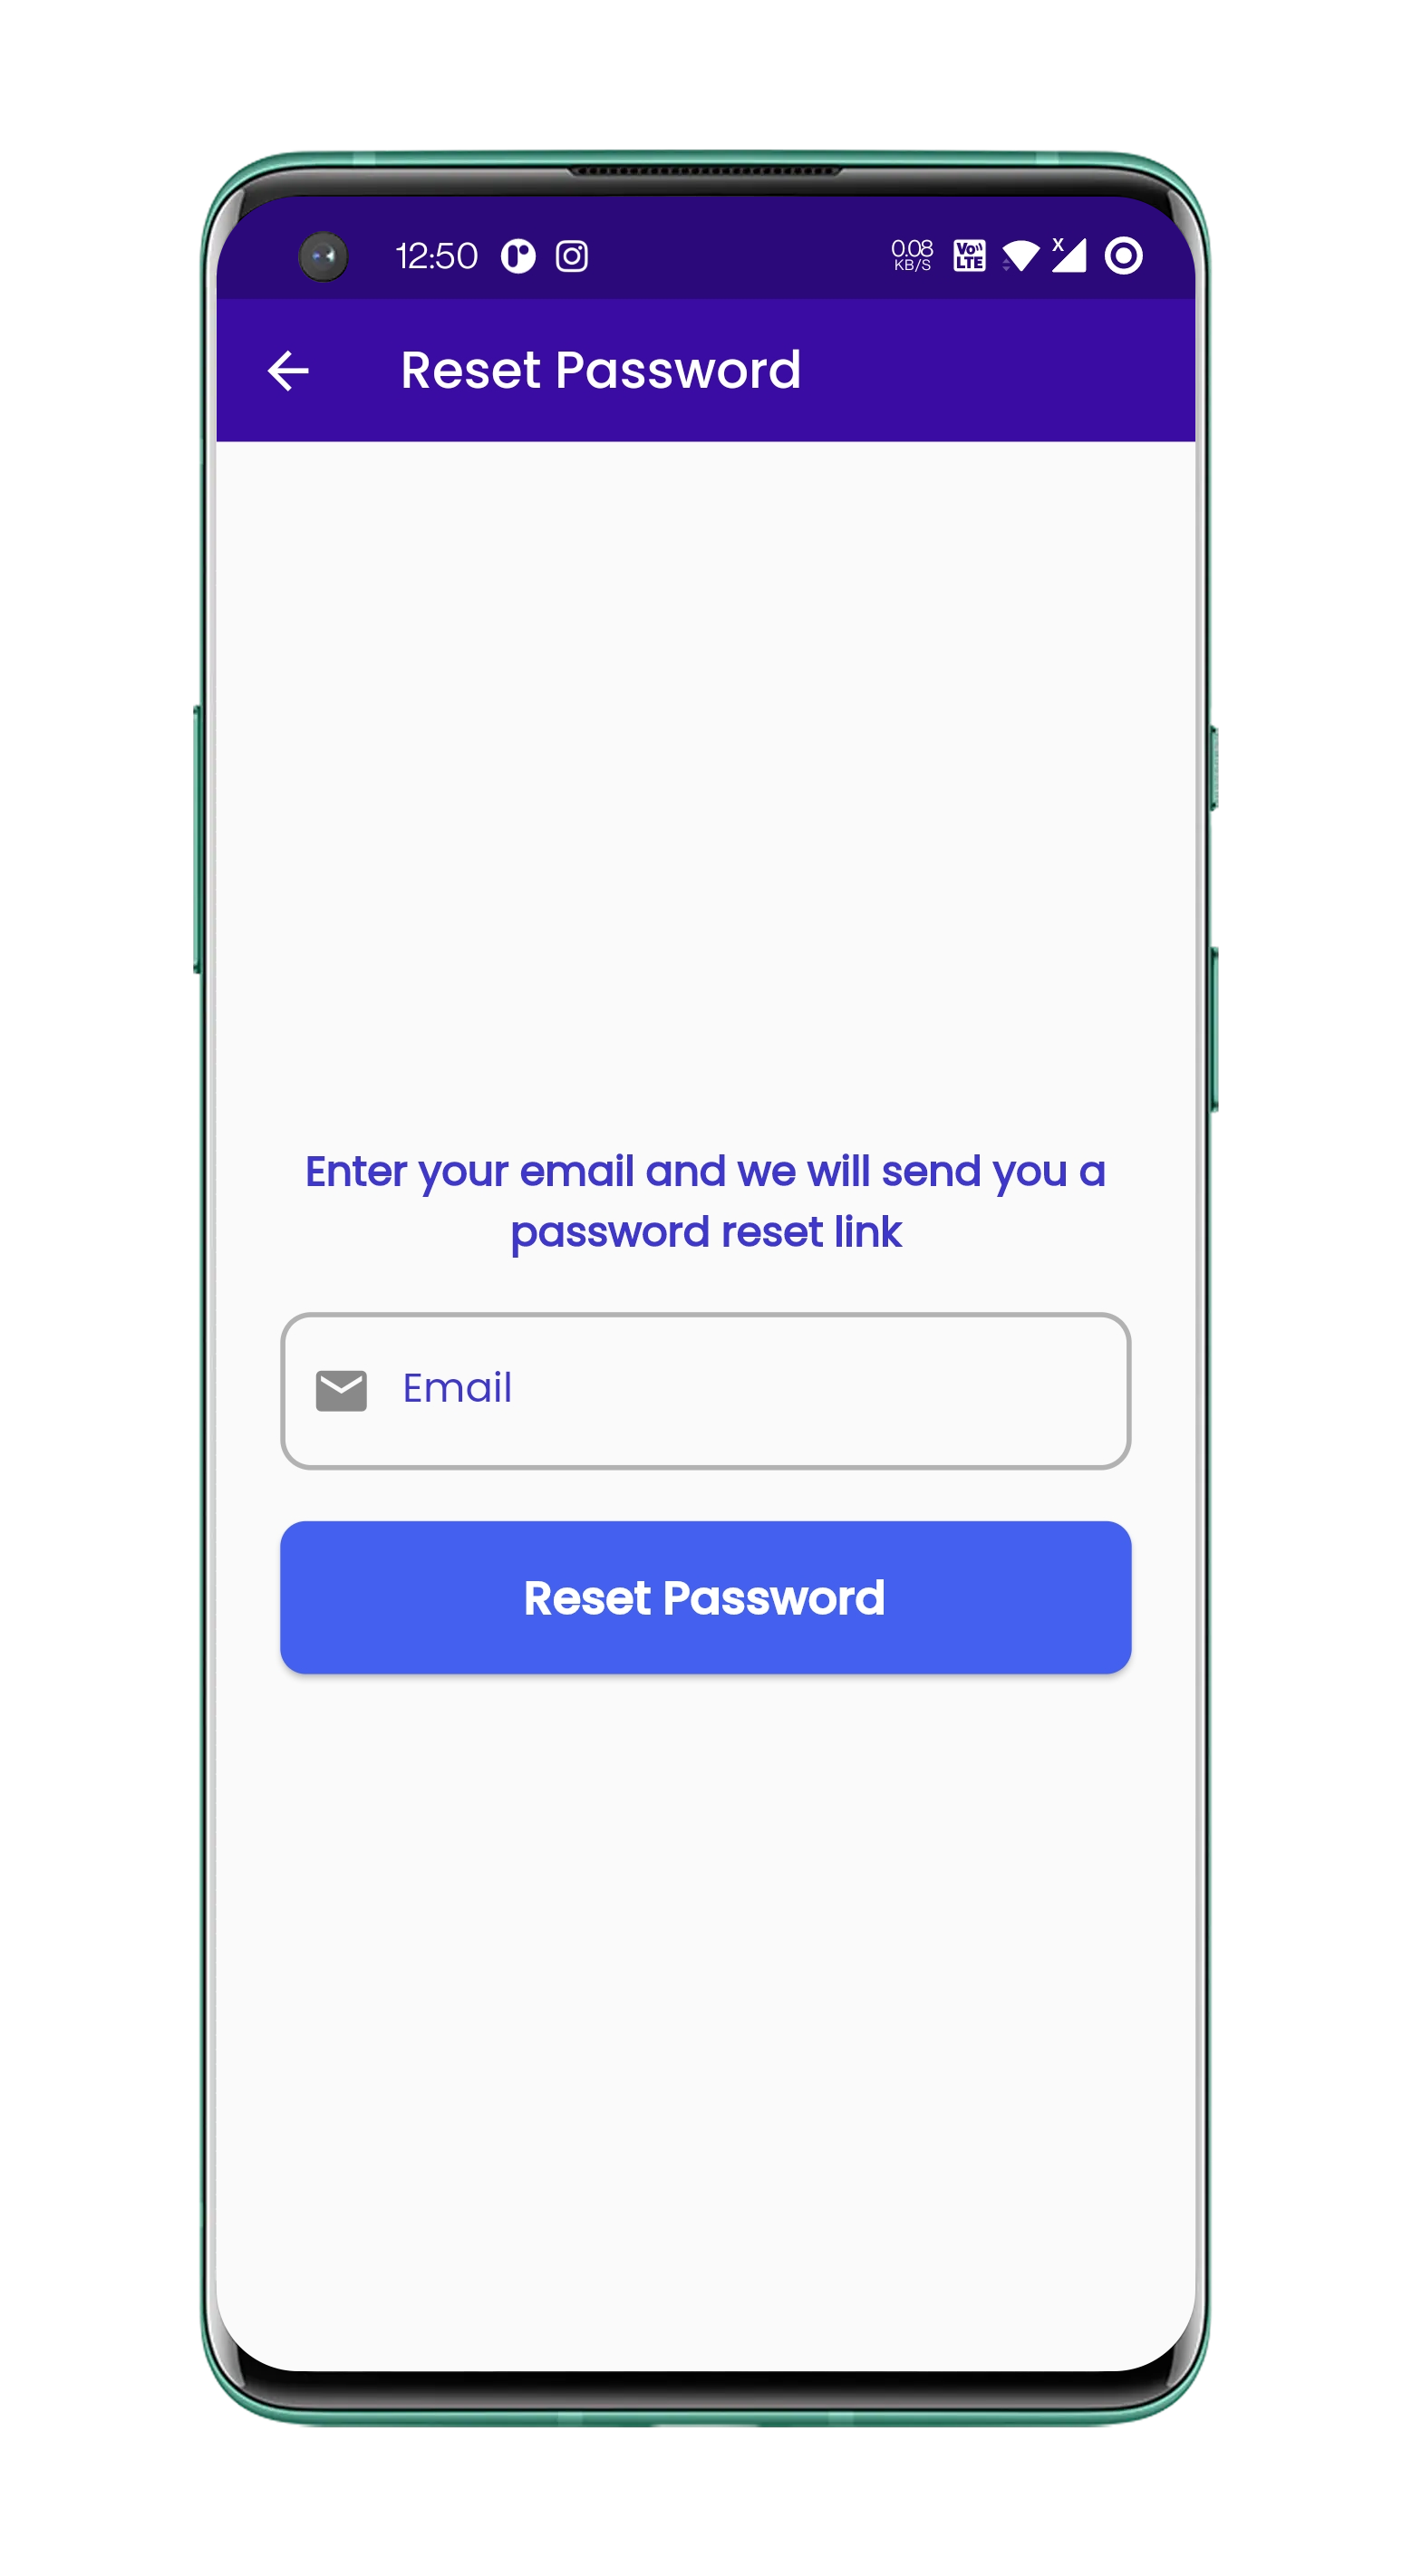 12:50
0.08
KB/S
Vo
LTE
X
Reset Password
Enter your email and we will send you a
password reset link
Email
Reset Password